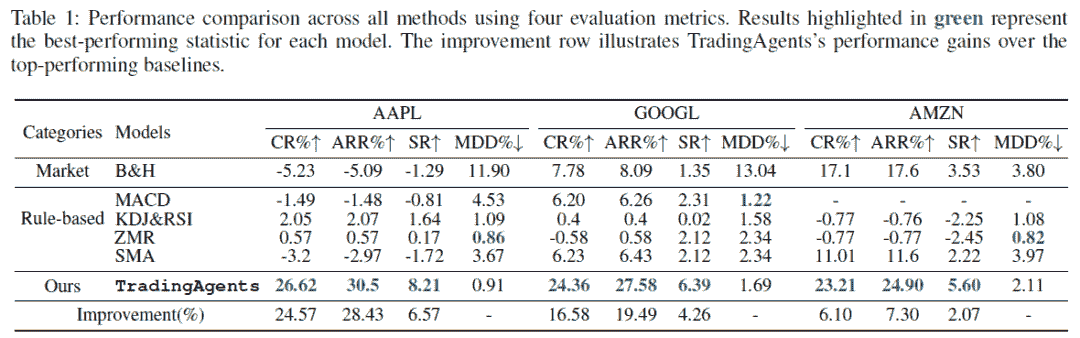 Table 1: Performance comparison across all methods using four evaluation metrics. Results highlighted in green represent
the best-performing statistic for each model. The improvement row illustrates TradingAgents's performance gains over the
top-performing baselines.
Categories Models AAPL GOOGL AMZN
CR%↑ ARR%↑ SR↑ MDD%↓ CR%↑ ARR%↑ SR↑ MDD%↓ CR%↑ ARR%↑ SR↑ MDD%↓
Market B&H -5.23 -5.09 -1.29 11.90 7.78 8.09 1.35 13.04 17.1 17.6 3.53 3.80
Rule-based MACD -1.49 -1.48 -0.81 4.53 6.20 6.26 2.31 1.22 - - - -
KDJ&RSI 2.05 2.07 1.64 1.09 0.4 0.4 0.02 1.58 -0.77 -0.76 -2.25 1.08
ZMR 0.57 0.57 0.17 0.86 -0.58 0.58 2.12 2.34 -0.77 -0.77 -2.45 0.82
SMA -3.2 -2.97 -1.72 3.67 6.23 6.43 2.12 2.34 11.01 11.6 2.22 3.97
Ours TradingAgents 26.62 30.5 8.21 0.91 24.36 27.58 6.39 1.69 23.21 24.90 5.60 2.11
Improvement(%) 24.57 28.43 6.57 - 16.58 19.49 4.26 - 6.10 7.30 2.07 -